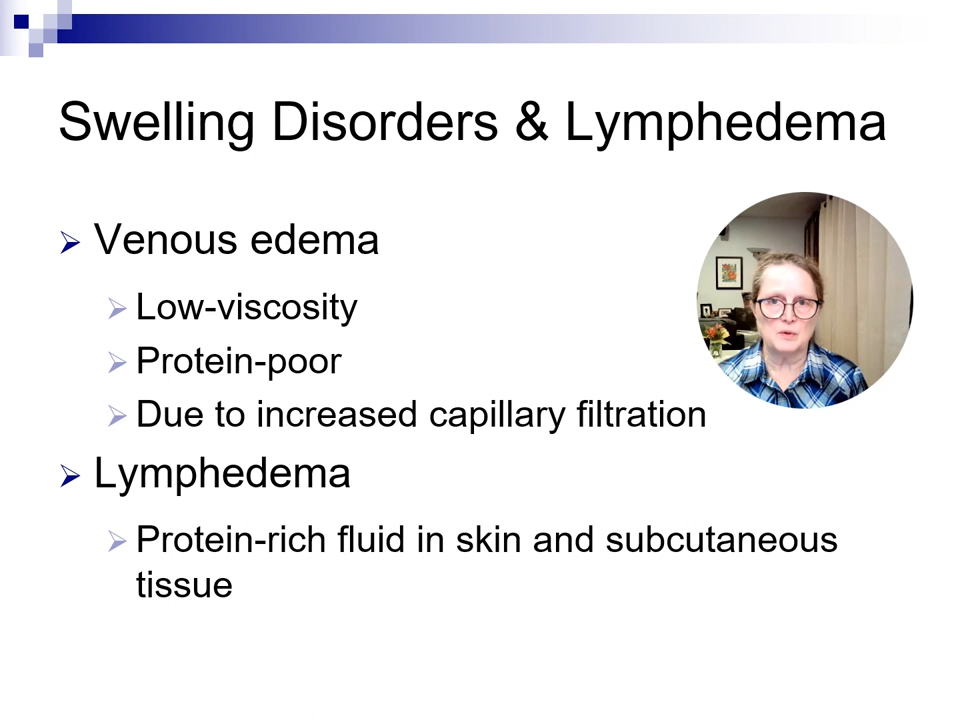 Swelling Disorders & Lymphedema
Venous edema
Low-viscosity
Protein-poor
Due to increased capillary filtration
Lymphedema
Protein-rich fluid in skin and subcutaneous
tissue